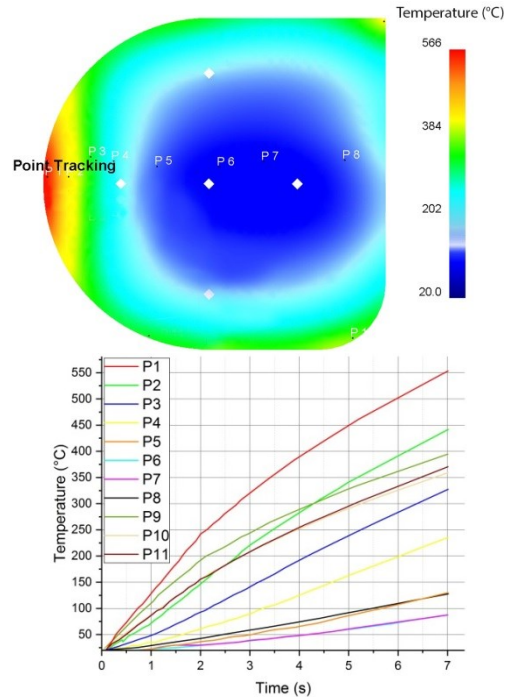 Temperature (°C)
566
384
202
20.0
P 3
P 4
Point Tracking
P 5
P 6
P 7
P 8
P1
P2
P3
P4
P5
P6
P7
P8
P9
P10
P11
550
500
450
400
350
300
250
200
150
100
50
Temperature (°C)
0
1
2
3
4
5
6
7
Time (s)